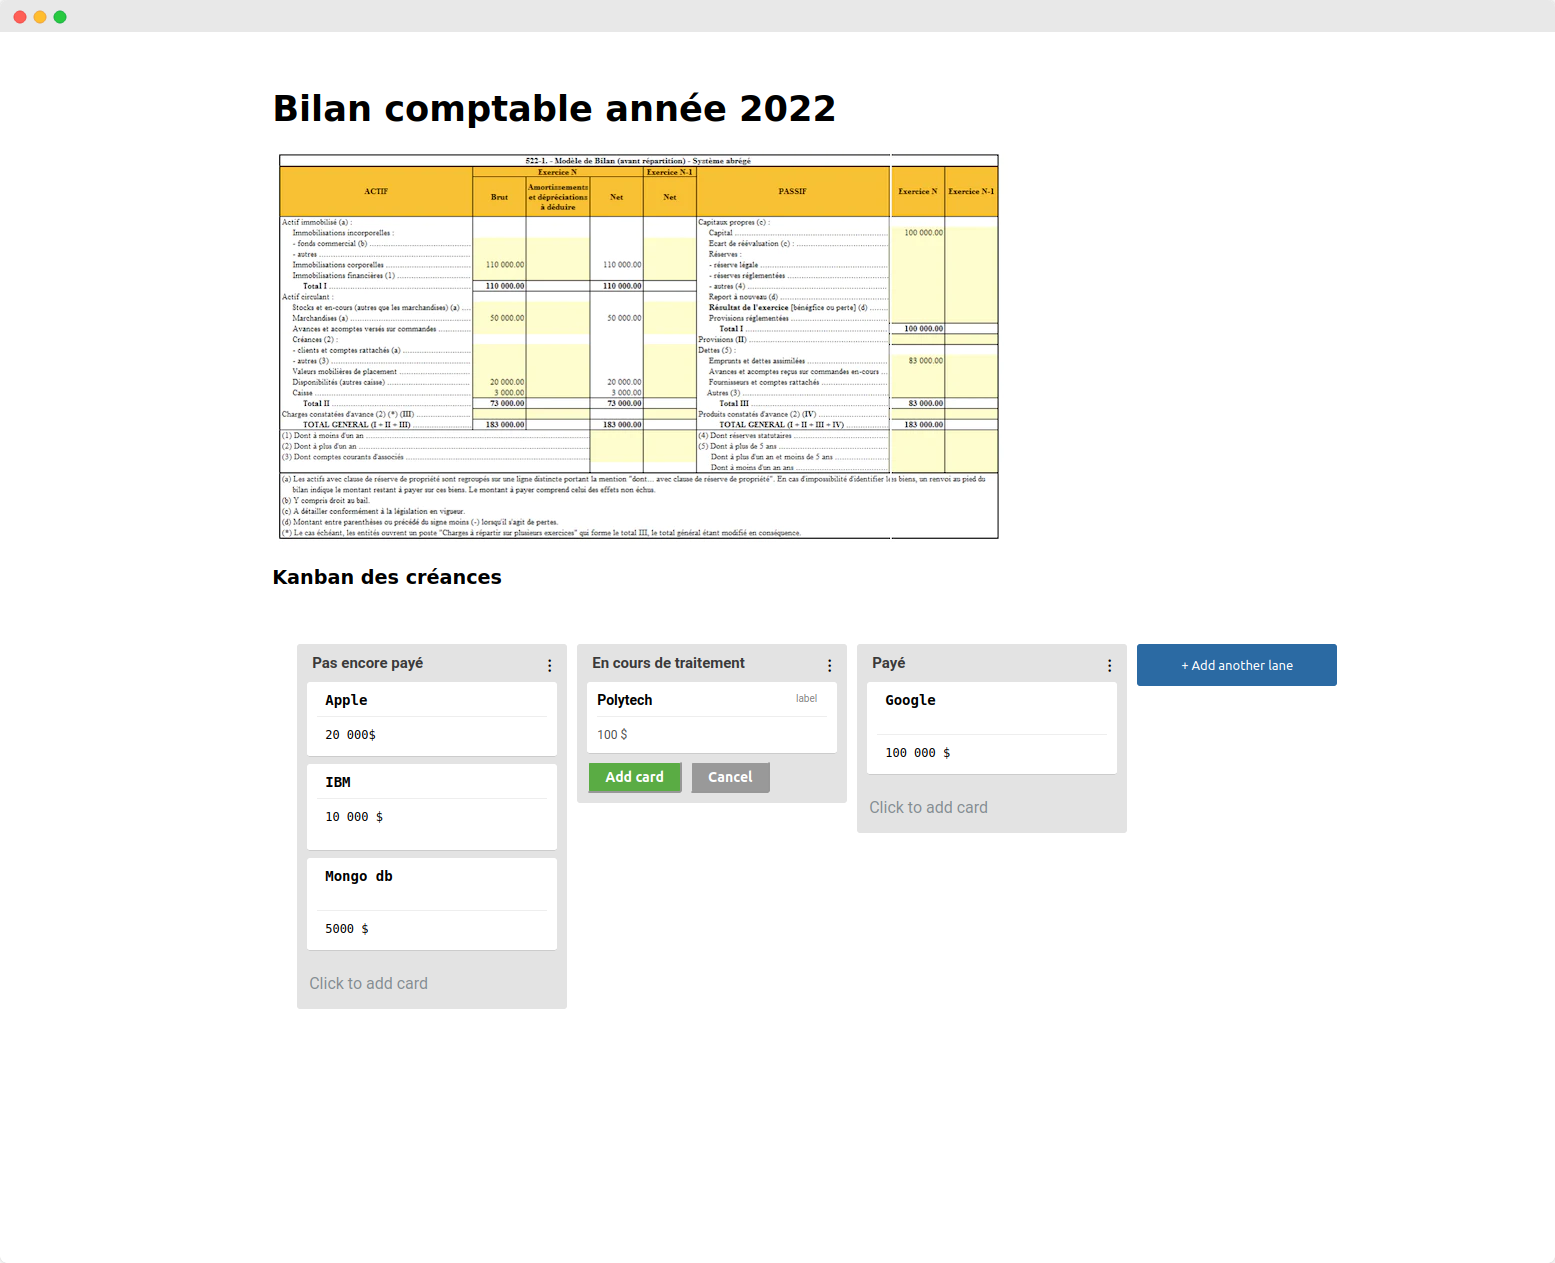 Bilan comptable année 2022
522-1. - Modèle de Bilan (avant répartition) - Système abrégé
ACTIF
Exercice N
Exercice N-1
PASSIF
Exercice N
Exercice N-1
Brut
Amortissements et dépréciations à déduire
Net
Net
Actif immobilisé (a) :
Immobilisations incorporelles :
- fonds commercial (b)
- autres
Immobilisations corporelles 110 000.00 110 000.00
Immobilisations financières (1)
Total I 110 000.00 110 000.00
Actif circulant :
Stocks et en-cours (autres que les marchandises) (a)
Marchandises (a) 50 000.00 50 000.00
Avances et acomptes versés sur commandes
Créances (2) :
- clients et comptes rattachés (a)
- autres (3)
Valeurs mobilières de placement
Disponibilités (autres caisse) 20 000.00 20 000.00
Caisse 3 000.00 3 000.00
Total II 73 000.00 73 000.00
Charges constatées d'avance (2) (*) (III)
TOTAL GENERAL (I + II + III) 183 000.00 183 000.00
(1) Dont à moins d'un an
(2) Dont à plus d'un an
(3) Dont comptes courants d'associés
Capitaux propres (c) :
Capital 100 000.00
Ecart de réévaluation (c) :
Réserves :
- réserve légale
- réserves réglementées
- autres (4)
Report à nouveau (d)
Résultat de l'exercice [bénégfice ou perte] (d)
Provisions réglementées
Total I 100 000.00
Provisions (II)
Dettes (5) :
Emprunts et dettes assimilées 83 000.00
Avances et acomptes reçus sur commandes en-cours
Fournisseurs et comptes rattachés
Autres (3)
Total III 83 000.00
Produits constatés d'avance (2) (IV)
TOTAL GENERAL (I + II + III + IV) 183 000.00
(4) Dont réserves statutaires
(5) Dont à plus de 5 ans
Dont à plus d'un an et moins de 5 ans
Dont à moins d'un an ans
(a) Les actifs avec clause de réserve de propriété sont regroupés sur une ligne distincte portant la mention "dont... avec clause de réserve de propriété". En cas d'impossibilité d'identifier les biens, un renvoi au pied du
bilan indique le montant restant à payer sur ces biens. Le montant à payer comprend celui des effets non échus.
(b) Y compris droit au bail.
(c) A détailler conformément à la législation en vigueur.
(d) Montant entre parenthèses ou précédé du signe moins (-) lorsqu'il s'agit de pertes.
(*) Le cas échéant, les entités ouvrent un poste "Charges à répartir sur plusieurs exercices" qui forme le total III, le total général étant modifié en conséquence.
Kanban des créances
Pas encore payé
Apple
20 000$
IBM
10 000 $
Mongo db
5000 $
Click to add card
En cours de traitement
Polytech label
100 $
Add card Cancel
Payé
Google
100 000 $
Click to add card
+ Add another lane